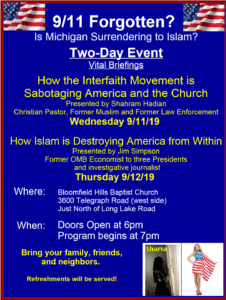 9/11 Forgotten?
Is Michigan Surrendering to Islam?
Two-Day Event
Vital Briefings
How the Interfaith Movement is
Sabotaging America and the Church
Presented by Shahram Hadian
Christian Pastor, Former Muslim and Former Law Enforcement
Wednesday 9/11/19
How Islam is Destroying America from Within
Presented by Jim Simpson
Former OMB Economist to three Presidents
and investigative journalist
Thursday 9/12/19
Where:
Bloomfield Hills Baptist Church
3600 Telegraph Road (west side)
Just North of Long Lake Road
When:
Doors Open at 6pm
Program begins at 7pm
Bring your family, friends,
and neighbors.
Refreshments will be served!
Sharia